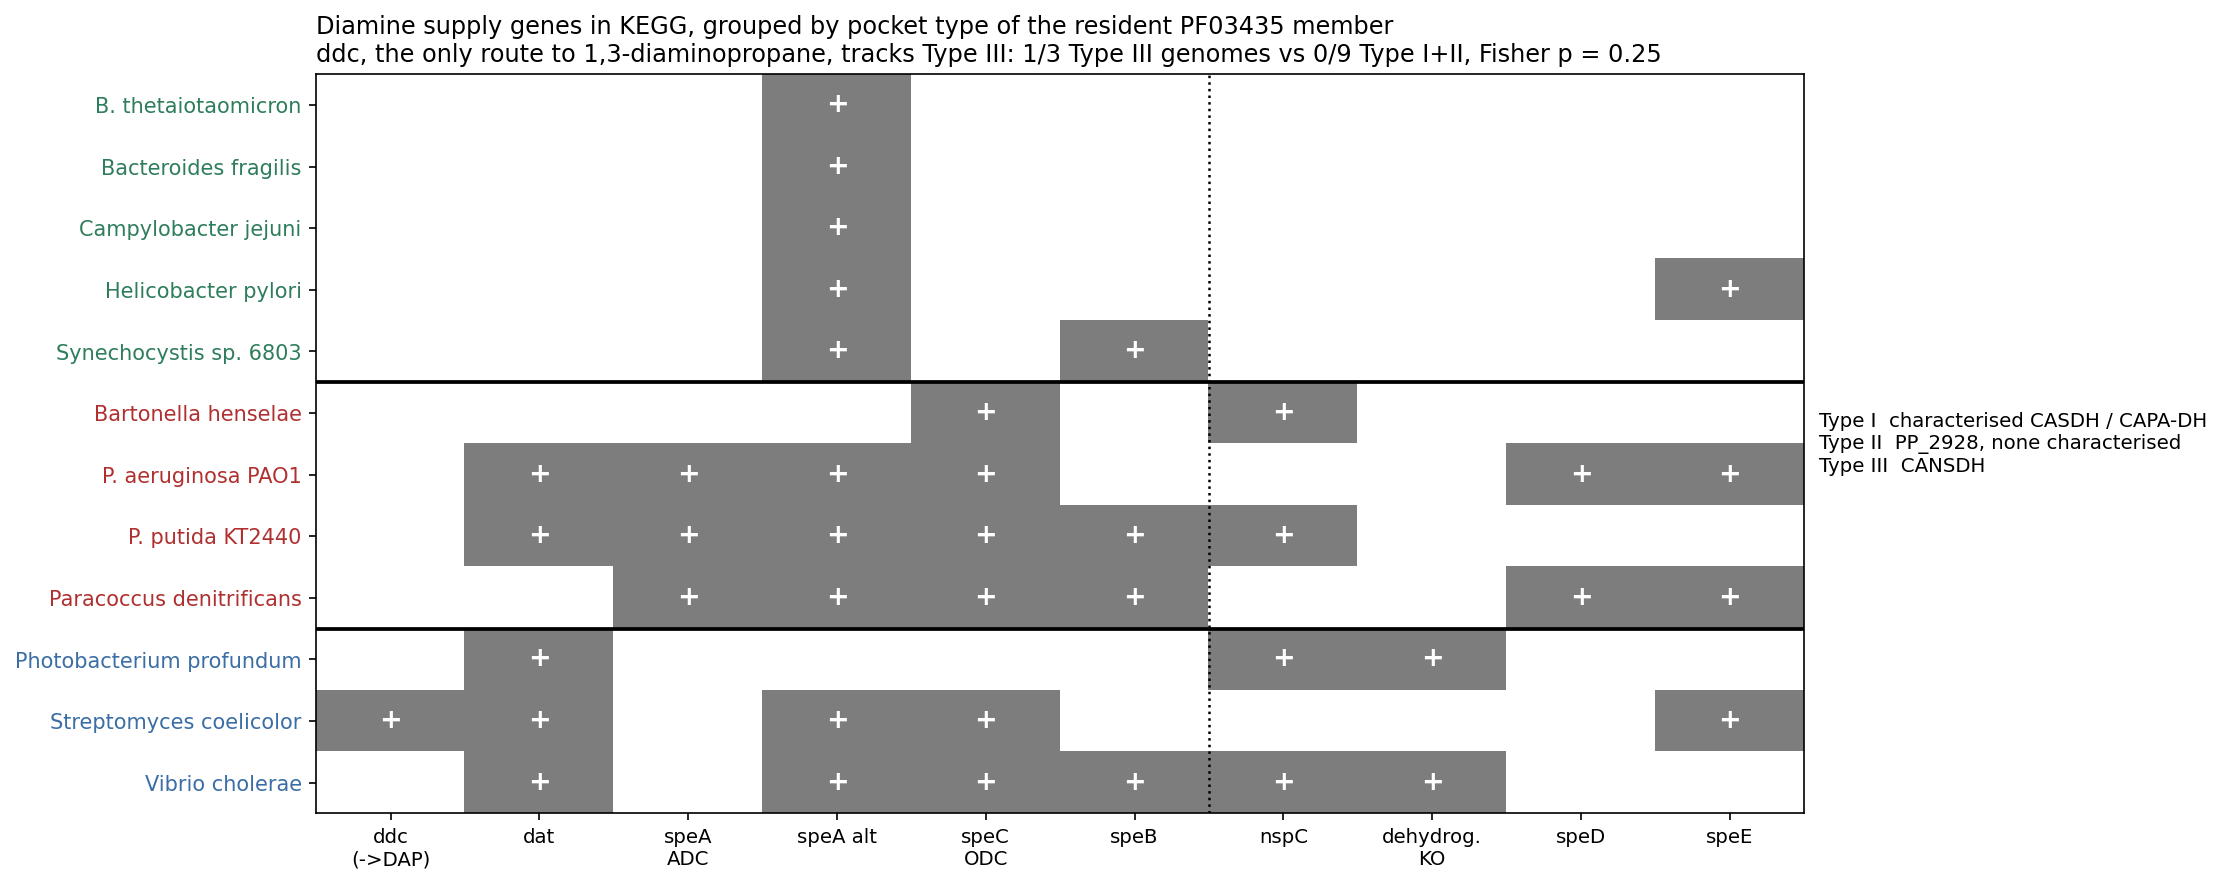 Diamine supply genes in KEGG, grouped by pocket type of the resident PF03435 member
ddc, the only route to 1,3-diaminopropane, tracks Type III: 1/3 Type III genomes vs 0/9 Type I+II, Fisher p = 0.25
B. thetaiotaomicron +
Bacteroides fragilis +
Campylobacter jejuni +
Helicobacter pylori + +
Synechocystis sp. 6803 + +
Bartonella henselae + +
P. aeruginosa PAO1 + + + + + +
P. putida KT2440 + + + + + +
Paracoccus denitrificans + + + + + +
Photobacterium profundum + + +
Streptomyces coelicolor + + + + +
Vibrio cholerae + + + + + +
Type I characterised CASDH / CAPA-DH
Type II PP_2928, none characterised
Type III CANSDH
ddc dat speA speA alt speC speB nspC dehydrog. speD speE
(->DAP) ADC ODC KO